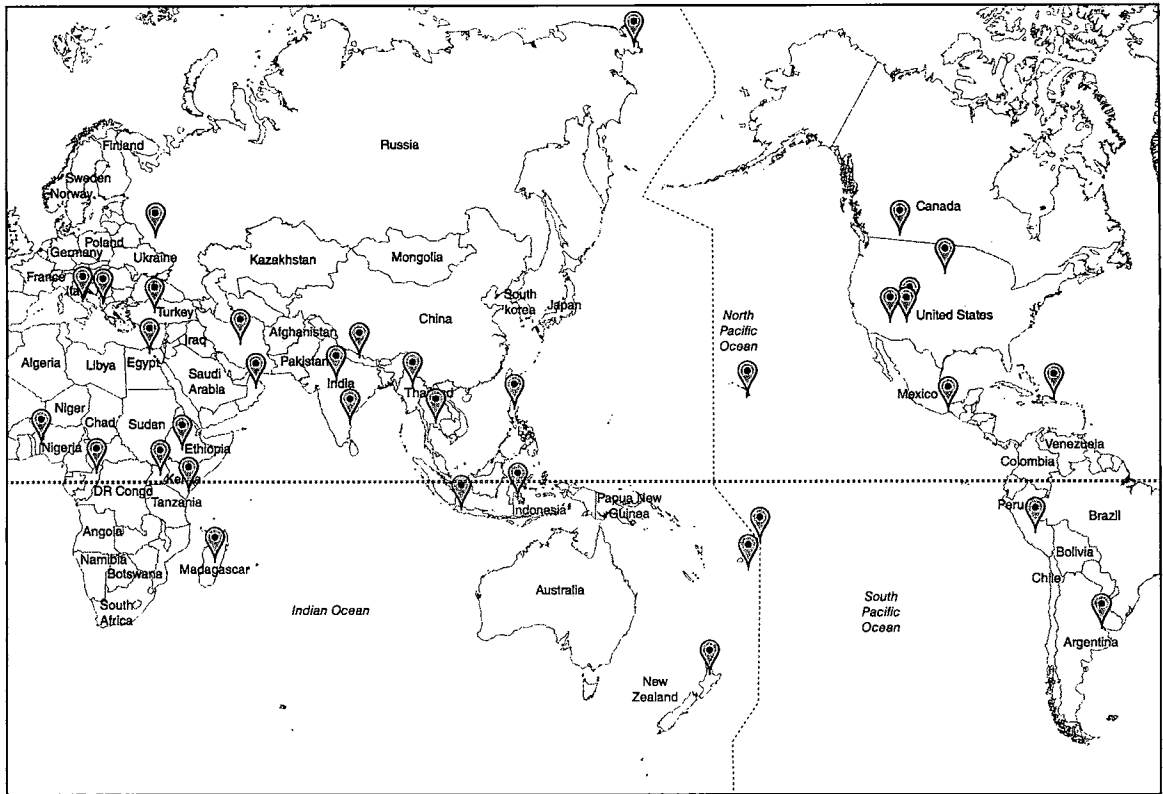 Finland
Russia
Sweden
Norway
Canada
Poland
Germany
Ukraine
France
Kazakhstan
Mongolia
Turkey
South
korea
Japan
China
United States
North
Pacific
Ocean
Afghanistan
Iraq
Algeria
Libya
Egypt
Pakistan
Saudi
Arabia
India
Mexico
Niger
Chad
Sudan
Nigeria
Ethiopia
Venezuela
Colombia
DR Congo
Tanzania
Indonesia
Papua New
Guinea
Peru
Brazil
Angola
Bolivia
Namibia
Botswana
Madagascar
Chile
Australia
South
Africa
Indian Ocean
South
Pacific
Ocean
Argentina
New
Zealand